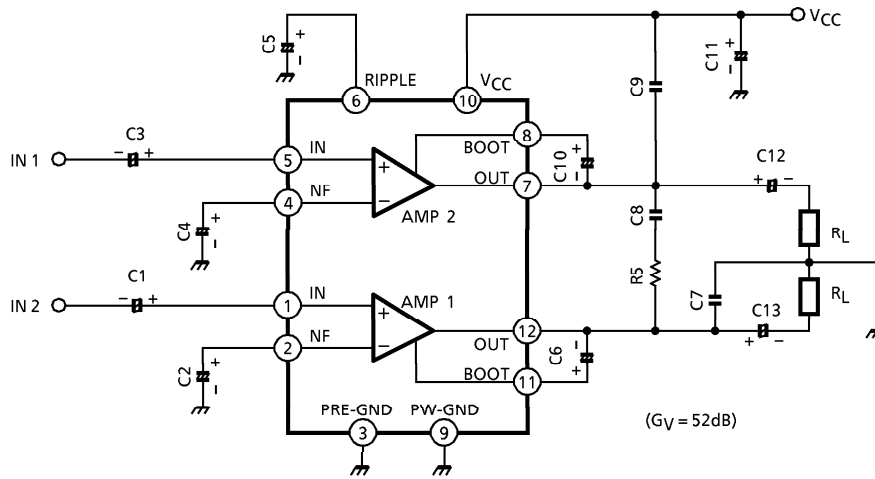 C5 + − RIPPLE VCC C9 C11 + − VCC
6 10
C3 IN 1 − + 5 IN + 8 BOOT C10 + − C12
4 NF − AMP 2 OUT 7 + −
C4 + − C8 RL
C1 R5 C7
IN 2 − + 1 IN + AMP 1 RL
2 NF − OUT 12 C13 + −
C2 + − BOOT 11 C6 − +
PRE-GND PW-GND
3 9
(GV = 52dB)